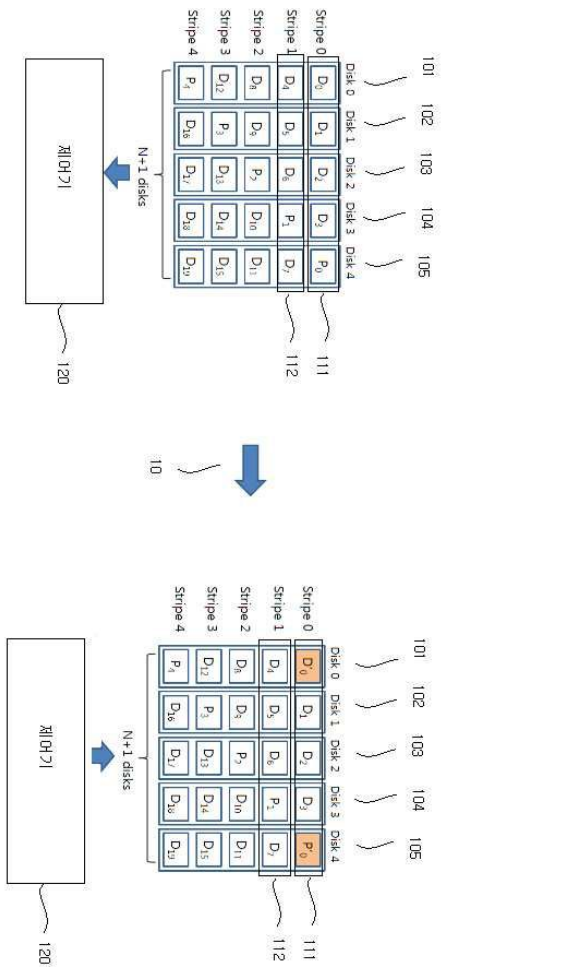 101 102 103 104 105
Disk 0 Disk 1 Disk 2 Disk 3 Disk 4
Stripe 0 D0 D1 D2 D3 P0 111
Stripe 1 D4 D5 D6 P1 D7 112
Stripe 2 D8 D9 P2 D10 D11
Stripe 3 D12 P3 D13 D14 D15
Stripe 4 P4 D16 D17 D18 D19
N+1 disks
제어기 120
10
101 102 103 104 105
Disk 0 Disk 1 Disk 2 Disk 3 Disk 4
Stripe 0 D'0 D1 D2 D3 P'0 111
Stripe 1 D4 D5 D6 P1 D7 112
Stripe 2 D8 D9 P2 D10 D11
Stripe 3 D12 P3 D13 D14 D15
Stripe 4 P4 D16 D17 D18 D19
N+1 disks
제어기 120